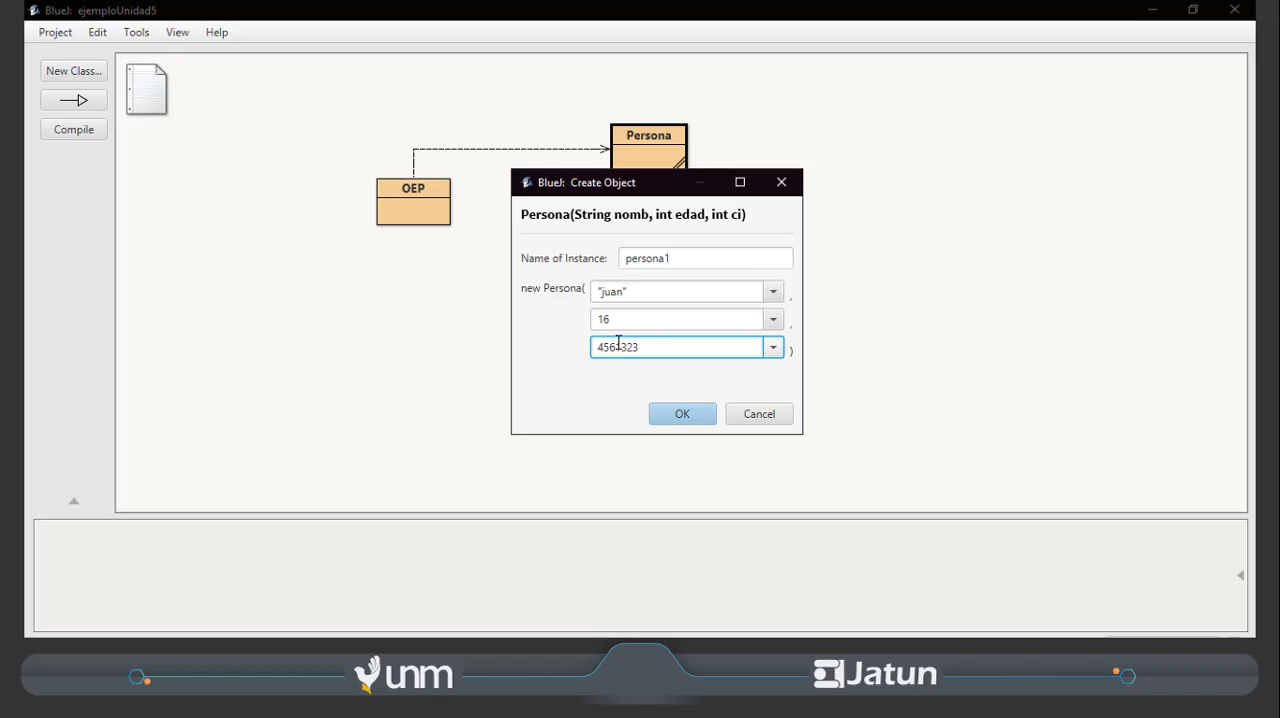 BlueJ: ejemploUnidad5
Project Edit Tools View Help
New Class...
Compile
Persona
OEP
BlueJ: Create Object
Persona(String nomb, int edad, int ci)
Name of Instance: persona1
new Persona( "juan" ,
16 ,
)
OK Cancel
unm Jatun